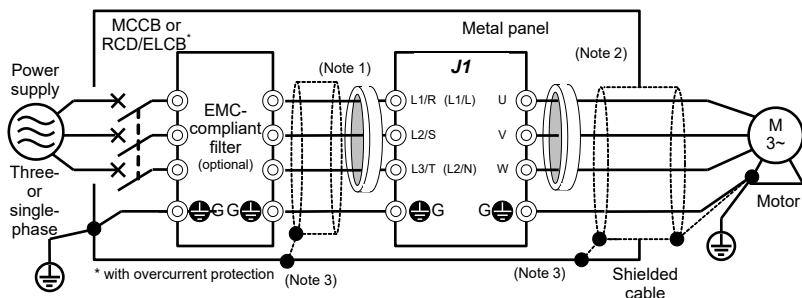 MCCB or
RCD/ELCB*
Metal panel
Power
supply
(Note 1)
J1
(Note 2)
EMC-
compliant
filter
(optional)
L1/R (L1/L) U
L2/S V
L3/T (L2/N) W
M
3~
Three-
or
single-
phase
G G G G
Motor
* with overcurrent protection
(Note 3)
(Note 3)
Shielded
cable